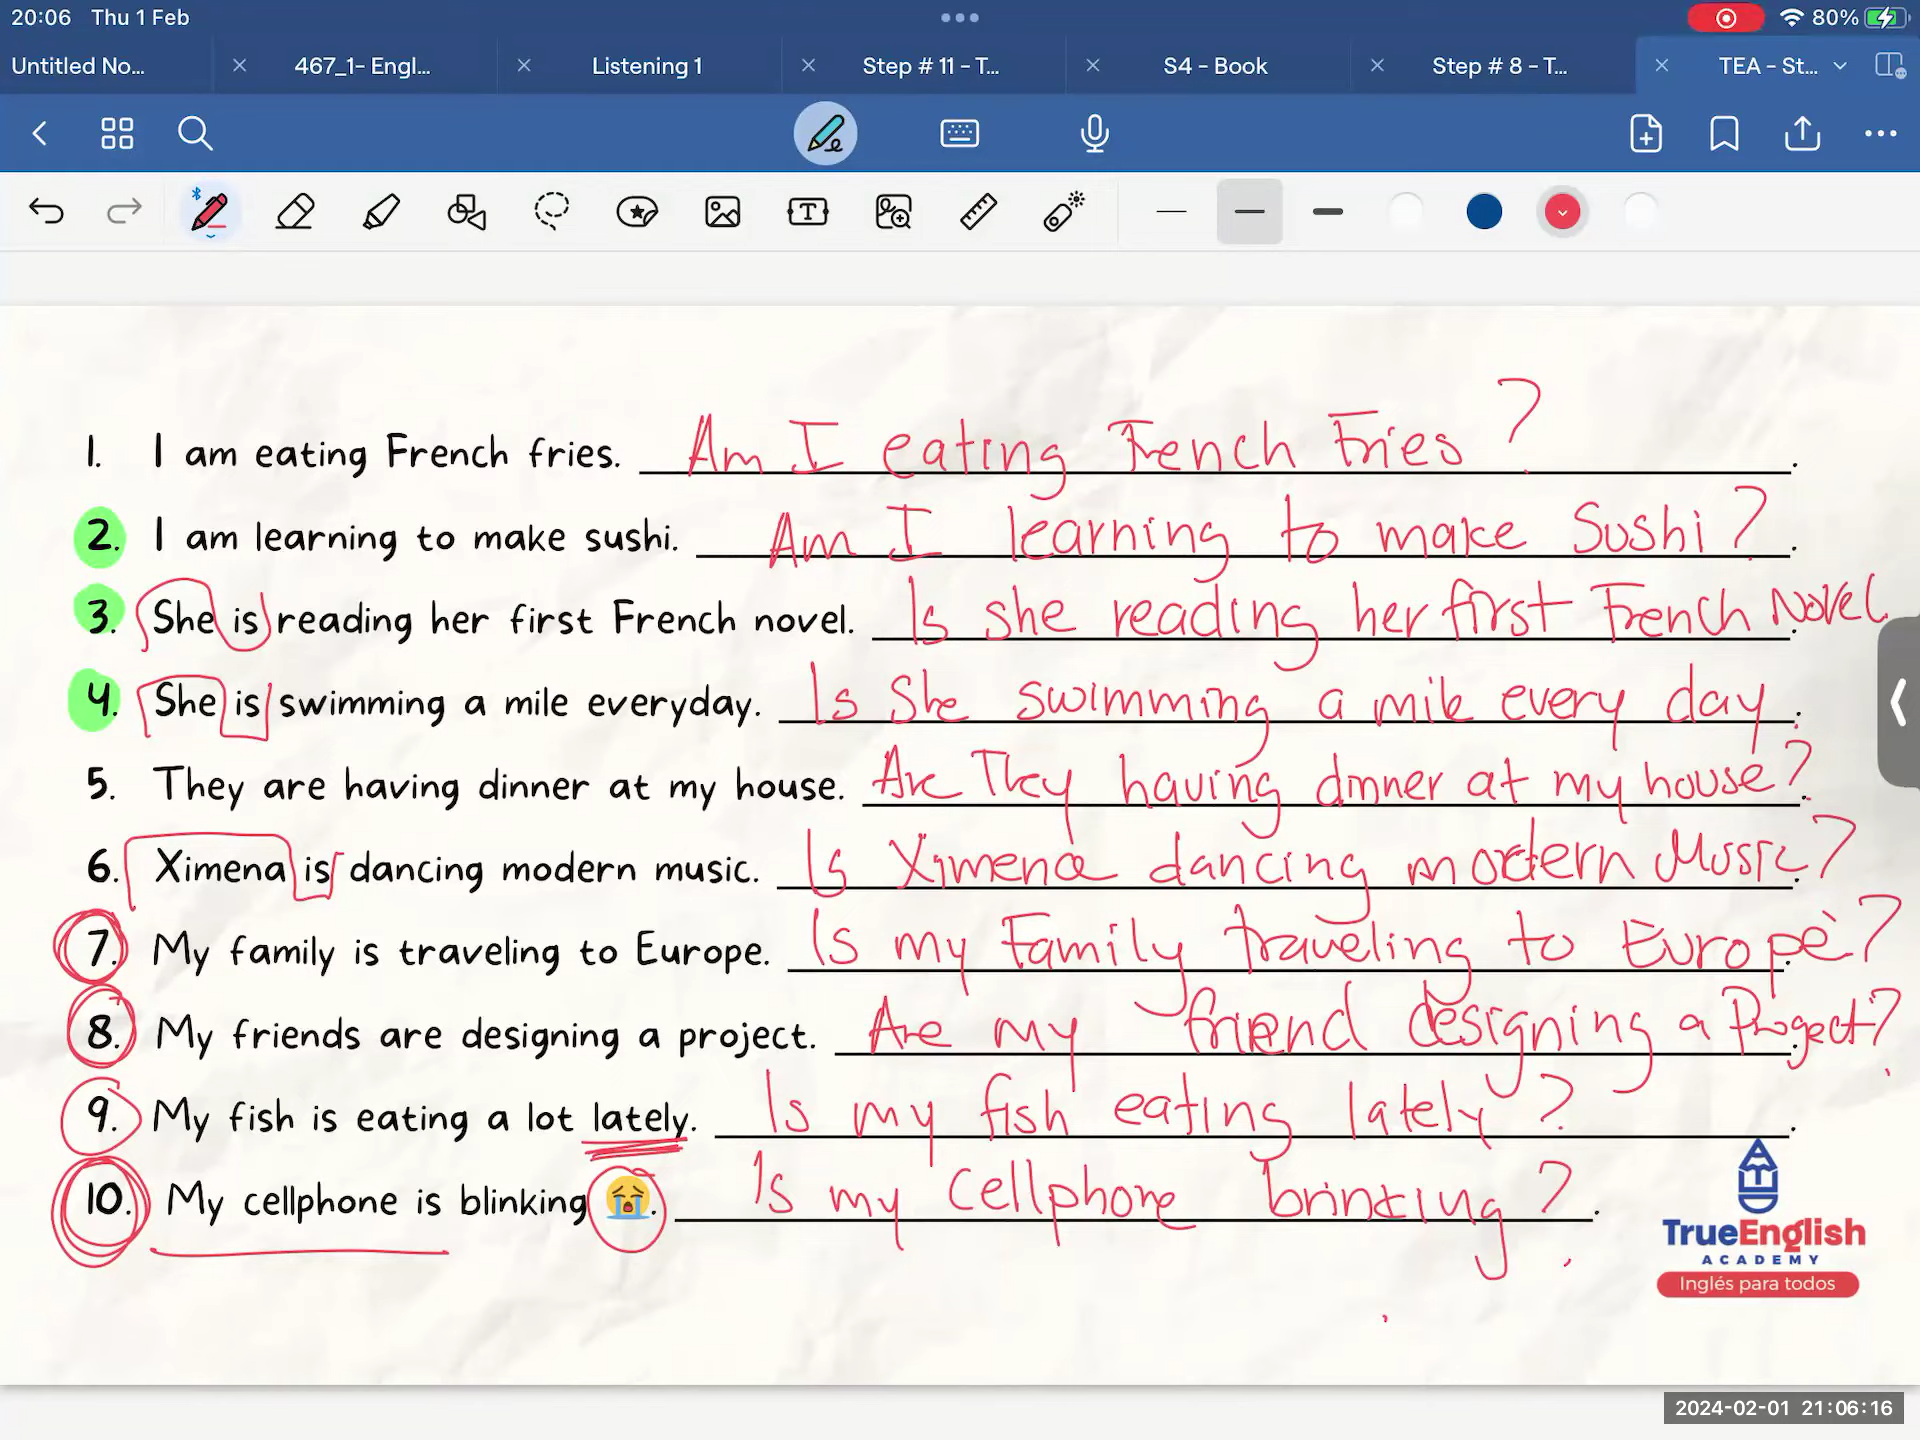 20:06 Thu 1 Feb 80%
Untitled No... 467_1- Engl... Listening 1 Step # 11 - T... S4 - Book Step # 8 - T... TEA - St...
1. I am eating French fries. Am I eating French Fries ?
2. I am learning to make sushi. Am I learning to make Sushi ?
3. She is reading her first French novel. Is she reading her first French Novel
4. She is swimming a mile everyday. Is She swimming a mile every day
5. They are having dinner at my house. Are They having dinner at my house?
6. Ximena is dancing modern music. Is Ximena dancing modern Music?
7. My family is traveling to Europe. Is my Family traveling to Europe?
8. My friends are designing a project. Are my friend designing a Project?
9. My fish is eating a lot lately. Is my fish eating lately ?
10. My cellphone is blinking 😭. Is my cellphone brinking ?
TrueEnglish
ACADEMY
Inglés para todos
2024-02-01 21:06:16